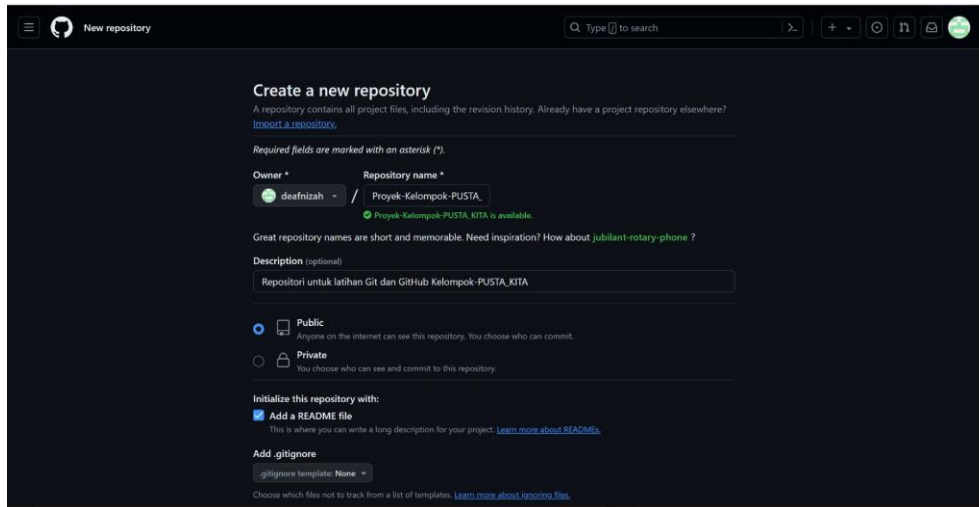 New repository
Type / to search
Create a new repository
A repository contains all project files, including the revision history. Already have a project repository elsewhere?
Import a repository.
Required fields are marked with an asterisk (*).
Owner * Repository name *
deafnizah / Proyek-Kelompok-PUSTA_
Proyek-Kelompok-PUSTA_KITA is available.
Great repository names are short and memorable. Need inspiration? How about jubilant-rotary-phone ?
Description (optional)
Repositori untuk latihan Git dan GitHub Kelompok-PUSTA_KITA
Public
Anyone on the internet can see this repository. You choose who can commit.
Private
You choose who can see and commit to this repository.
Initialize this repository with:
Add a README file
This is where you can write a long description for your project. Learn more about READMEs.
Add .gitignore
.gitignore template: None
Choose which files not to track from a list of templates. Learn more about ignoring files.